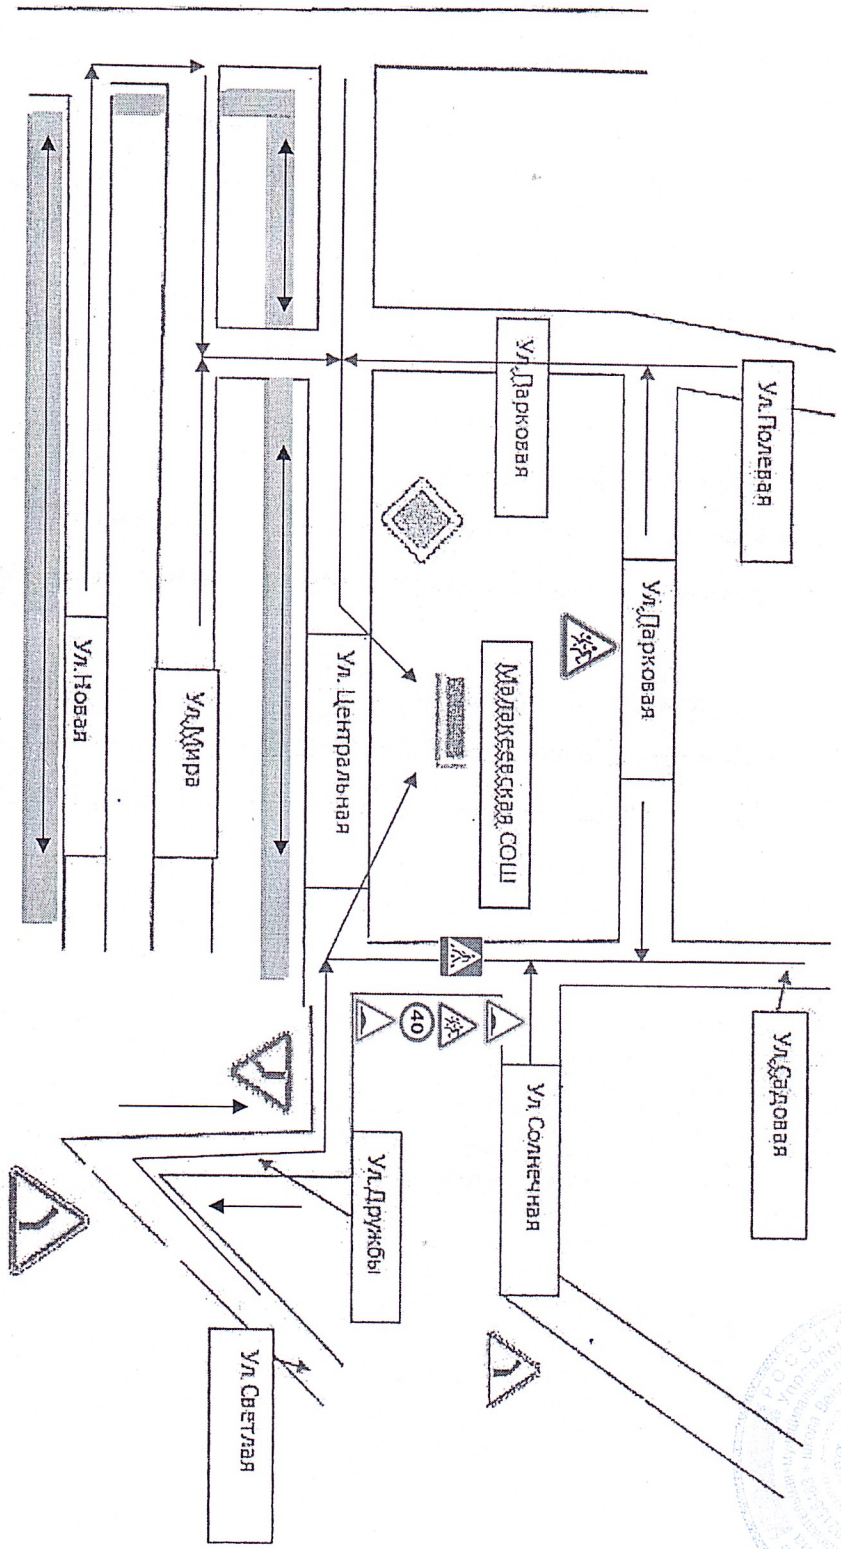 Ул.Полевая
Ул.Садовая
Ул.Парковая
Ул.Парковая
Ул. Солнечная
Малакеевская СОШ
40
Ул.Дружбы
Ул. Центральная
Ул. Светлая
Ул.Мира
Ул. Новая